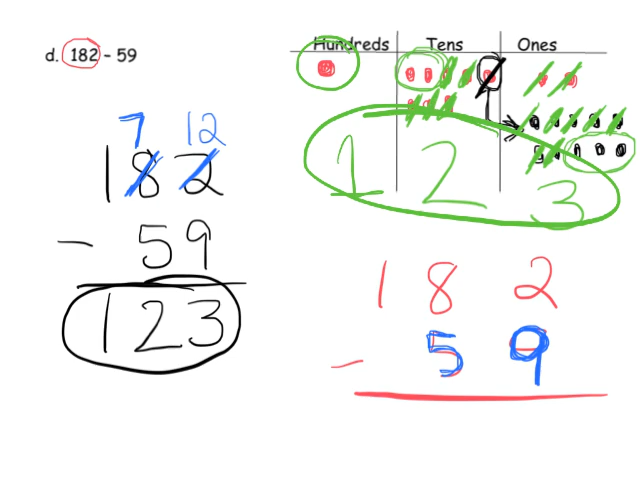 Hundreds Tens Ones
d. 182 - 59
7 12
182
- 59
123
1 2 3
182
- 59